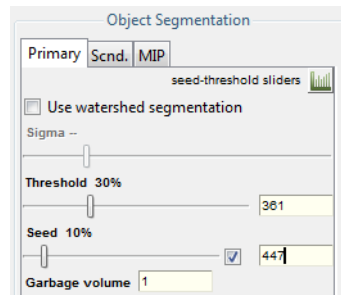 Object Segmentation
Primary Scnd. MIP
seed-threshold sliders
Use watershed segmentation
Sigma --
Threshold 30%
361
Seed 10%
447
Garbage volume 1